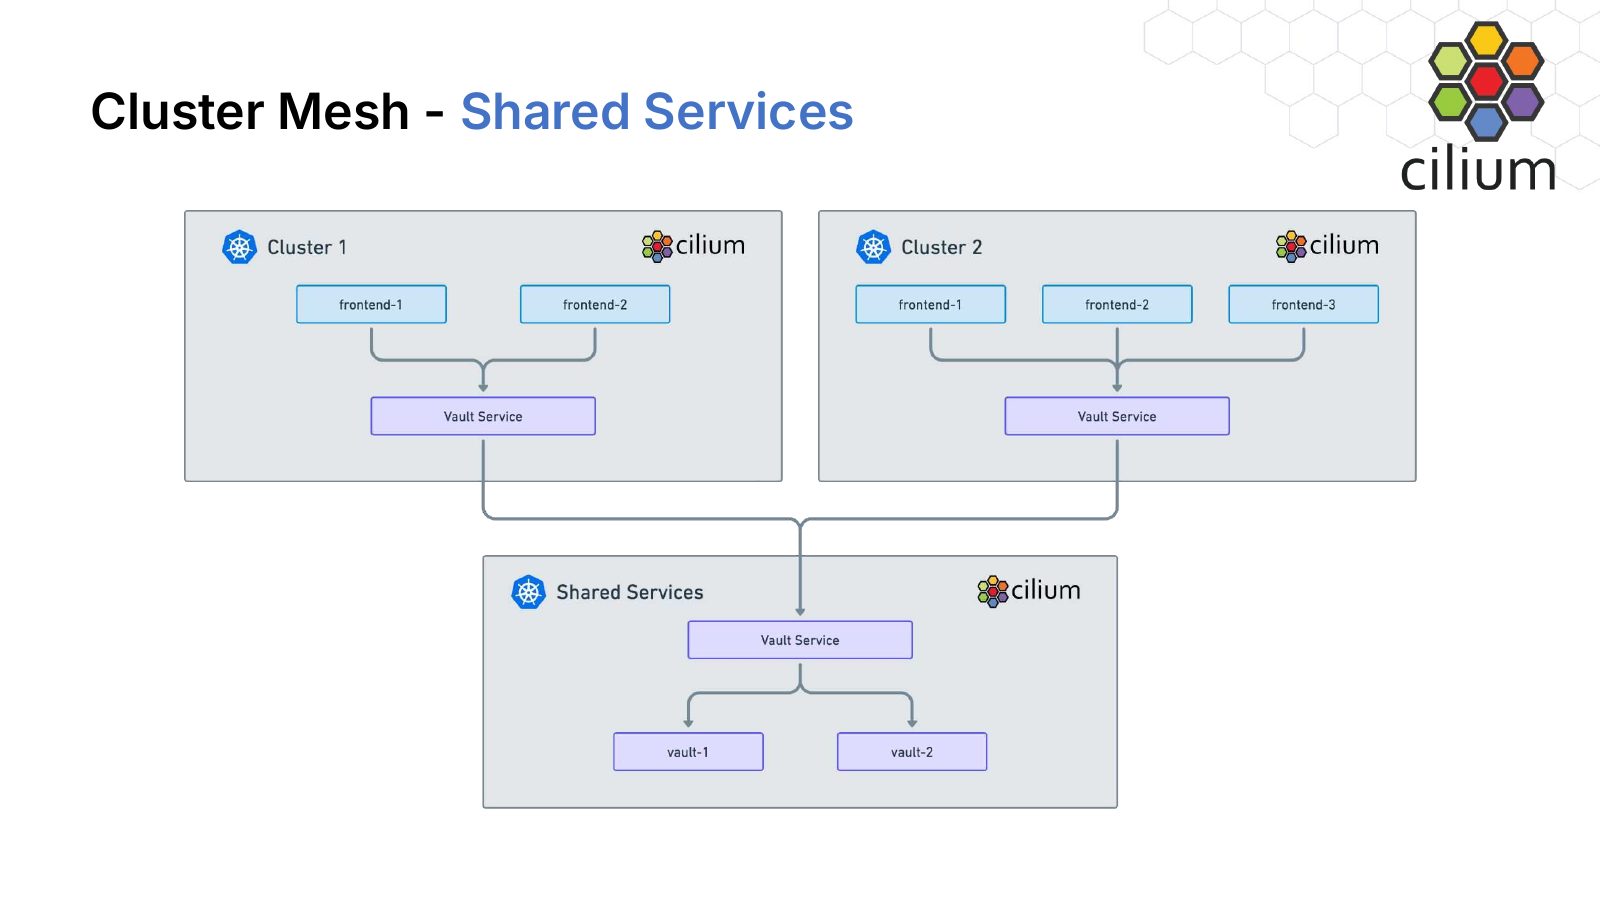 Cluster Mesh - Shared Services
cilium
Cluster 1
cilium
frontend-1
frontend-2
Vault Service
Cluster 2
cilium
frontend-1
frontend-2
frontend-3
Vault Service
Shared Services
cilium
Vault Service
vault-1
vault-2